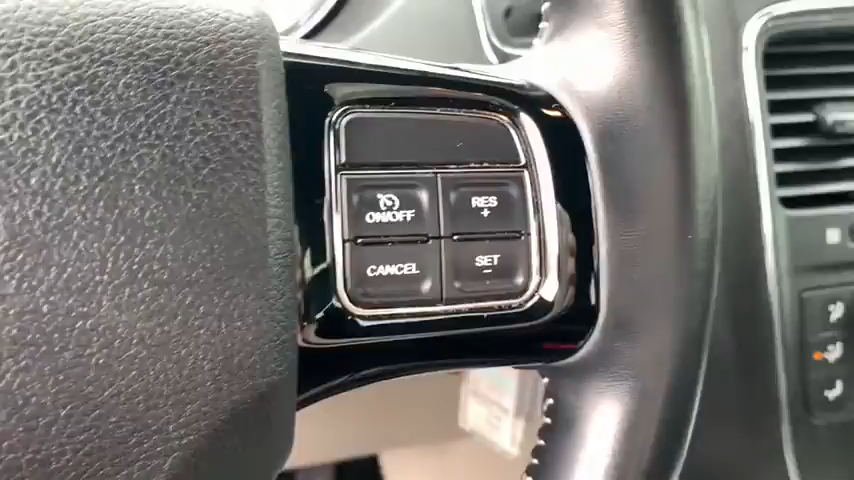 ON/OFF
RES
+
CANCEL
SET
-